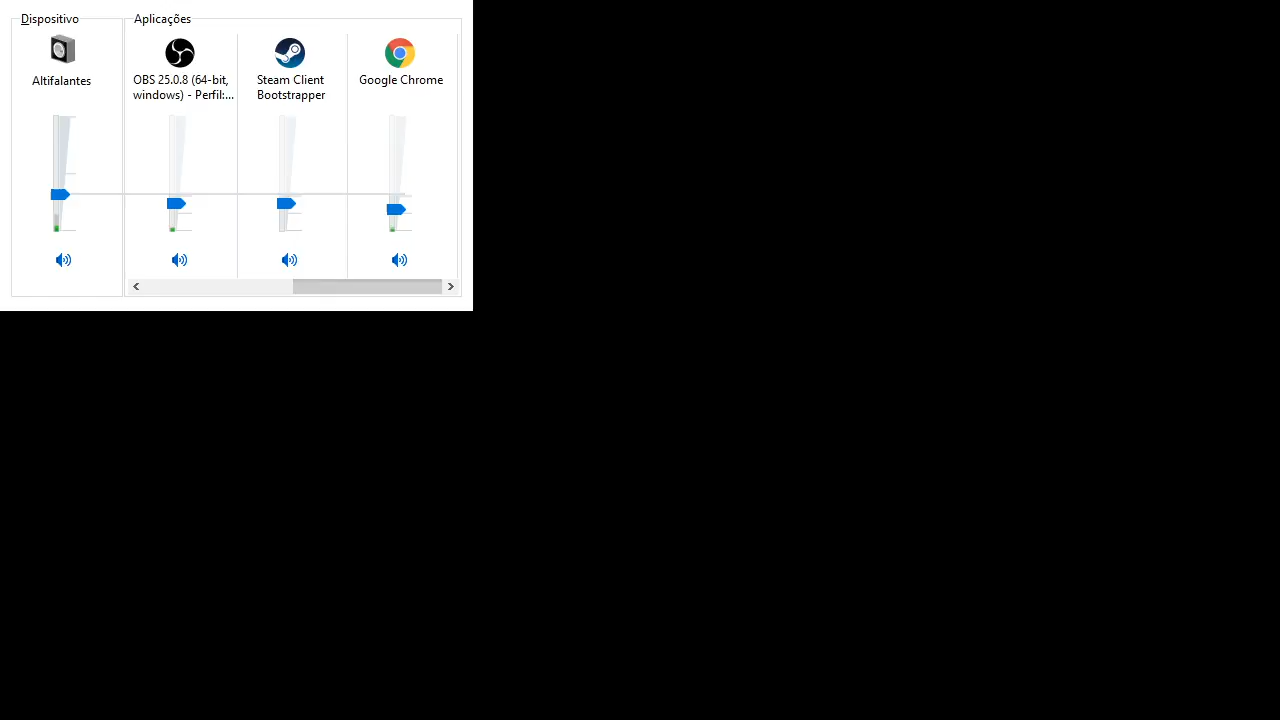 Dispositivo
Aplicações
Altifalantes
OBS 25.0.8 (64-bit,
windows) - Perfil:...
Steam Client
Bootstrapper
Google Chrome